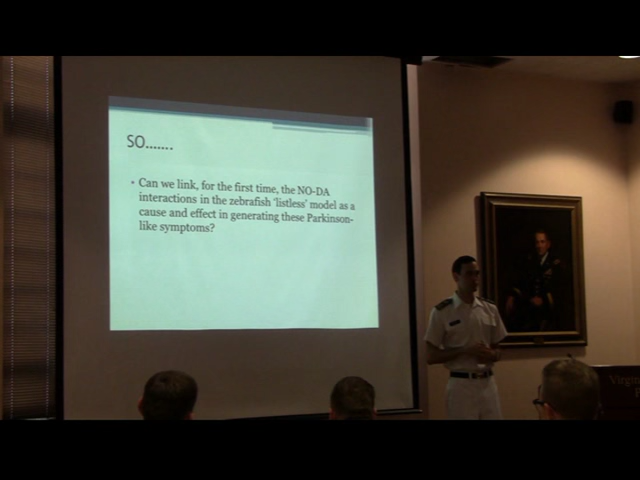 SO.......
• Can we link, for the first time, the NO-DA
interactions in the zebrafish 'listless' model as a
cause and effect in generating these Parkinson-
like symptoms?
Virgin